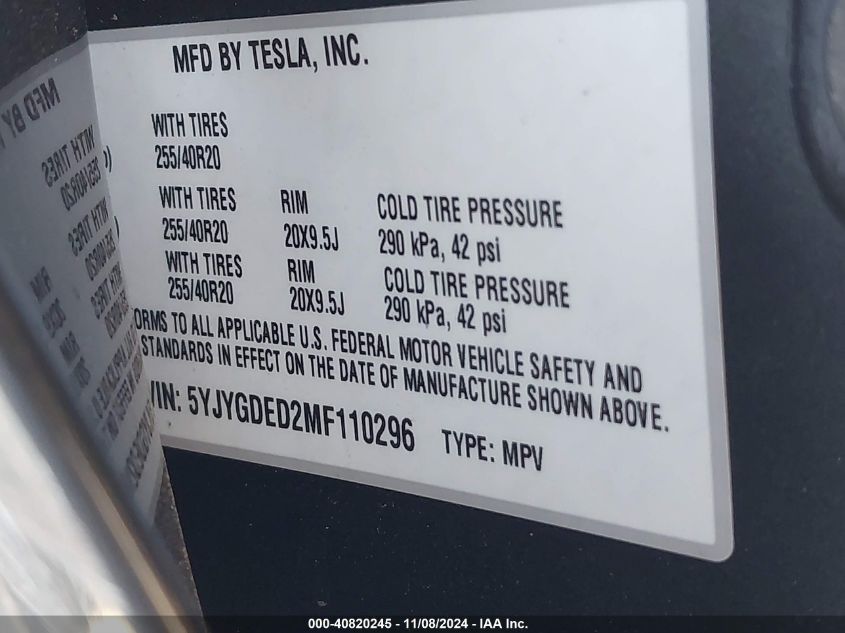 MFD BY TESLA, INC.
WITH TIRES
255/40R20
WITH TIRES RIM COLD TIRE PRESSURE
255/40R20 20X9.5J 290 kPa, 42 psi
WITH TIRES RIM COLD TIRE PRESSURE
255/40R20 20X9.5J 290 kPa, 42 psi
ORMS TO ALL APPLICABLE U.S. FEDERAL MOTOR VEHICLE SAFETY AND
STANDARDS IN EFFECT ON THE DATE OF MANUFACTURE SHOWN ABOVE.
VIN: 5YJYGDED2MF110296 TYPE: MPV
000-40820245 - 11/08/2024 - IAA Inc.